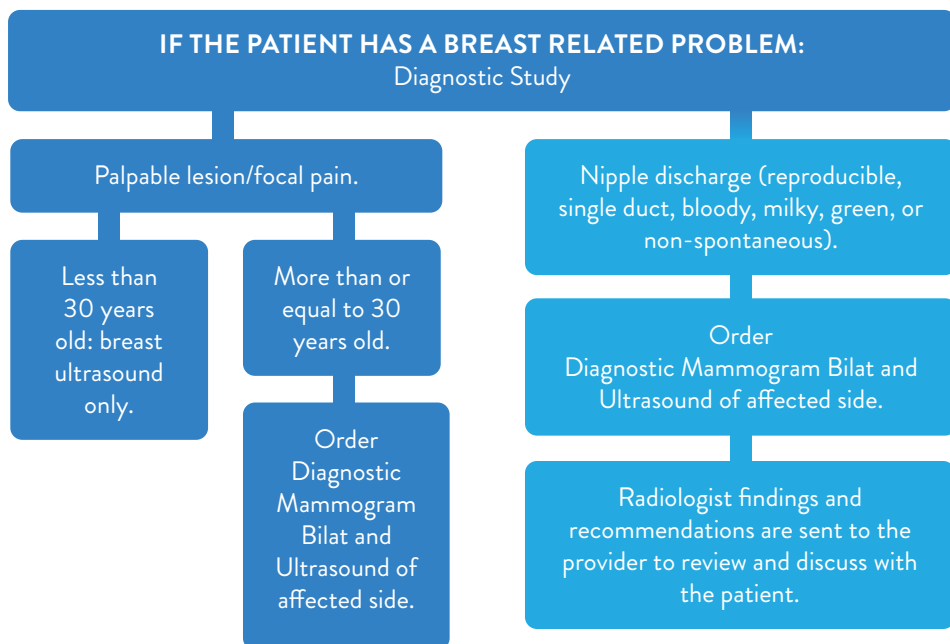 IF THE PATIENT HAS A BREAST RELATED PROBLEM:
Diagnostic Study
Palpable lesion/focal pain.
Less than
30 years
old: breast
ultrasound
only.
More than or
equal to 30
years old.
Order
Diagnostic
Mammogram
Bilat and
Ultrasound of
affected side.
Nipple discharge (reproducible,
single duct, bloody, milky, green, or
non-spontaneous).
Order
Diagnostic Mammogram Bilat and
Ultrasound of affected side.
Radiologist findings and
recommendations are sent to the
provider to review and discuss with
the patient.